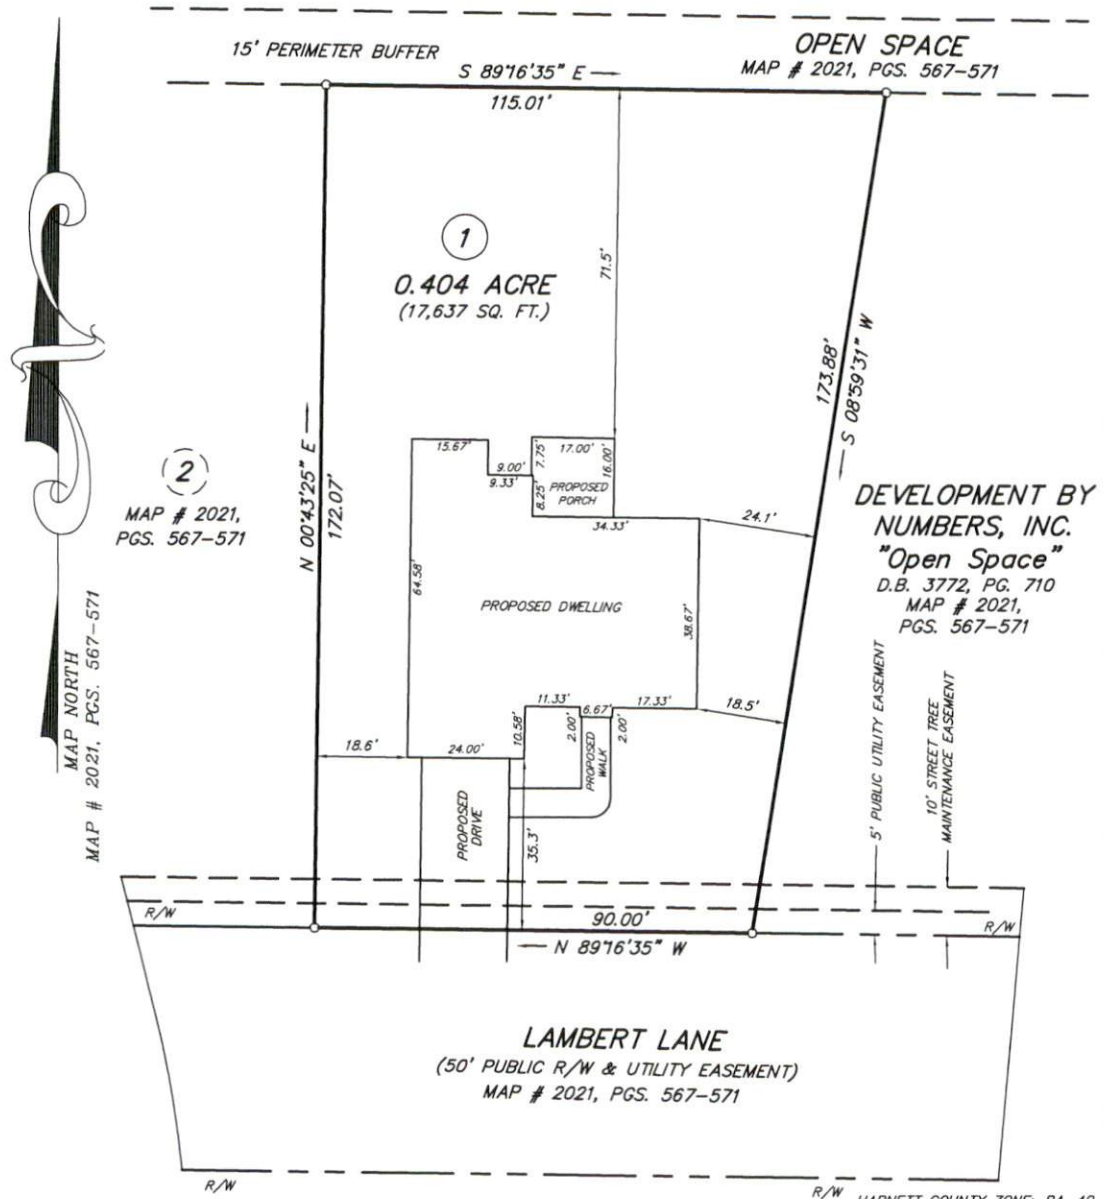 15' PERIMETER BUFFER
OPEN SPACE
MAP # 2021, PGS. 567-571
S 89°16'35" E
115.01'
1
0.404 ACRE
(17,637 SQ. FT.)
71.5'
173.88'
S 08°59'31" W
N 00°43'25" E
172.07'
2
MAP # 2021,
PGS. 567-571
MAP NORTH
MAP # 2021, PGS. 567-571
15.67'
9.00'
9.33'
7.75'
8.25'
17.00'
16.00'
PROPOSED
PORCH
34.33'
24.1'
DEVELOPMENT BY
NUMBERS, INC.
"Open Space"
D.B. 3772, PG. 710
MAP # 2021,
PGS. 567-571
64.58'
PROPOSED DWELLING
38.67'
11.33'
6.67'
17.33'
18.5'
10.58'
2.00'
2.00'
18.6'
24.00'
PROPOSED
WALK
PROPOSED
DRIVE
35.3'
5' PUBLIC UTILITY EASEMENT
10' STREET TREE
MAINTENANCE EASEMENT
R/W
90.00'
R/W
N 89°16'35" W
LAMBERT LANE
(50' PUBLIC R/W & UTILITY EASEMENT)
MAP # 2021, PGS. 567-571
R/W
R/W